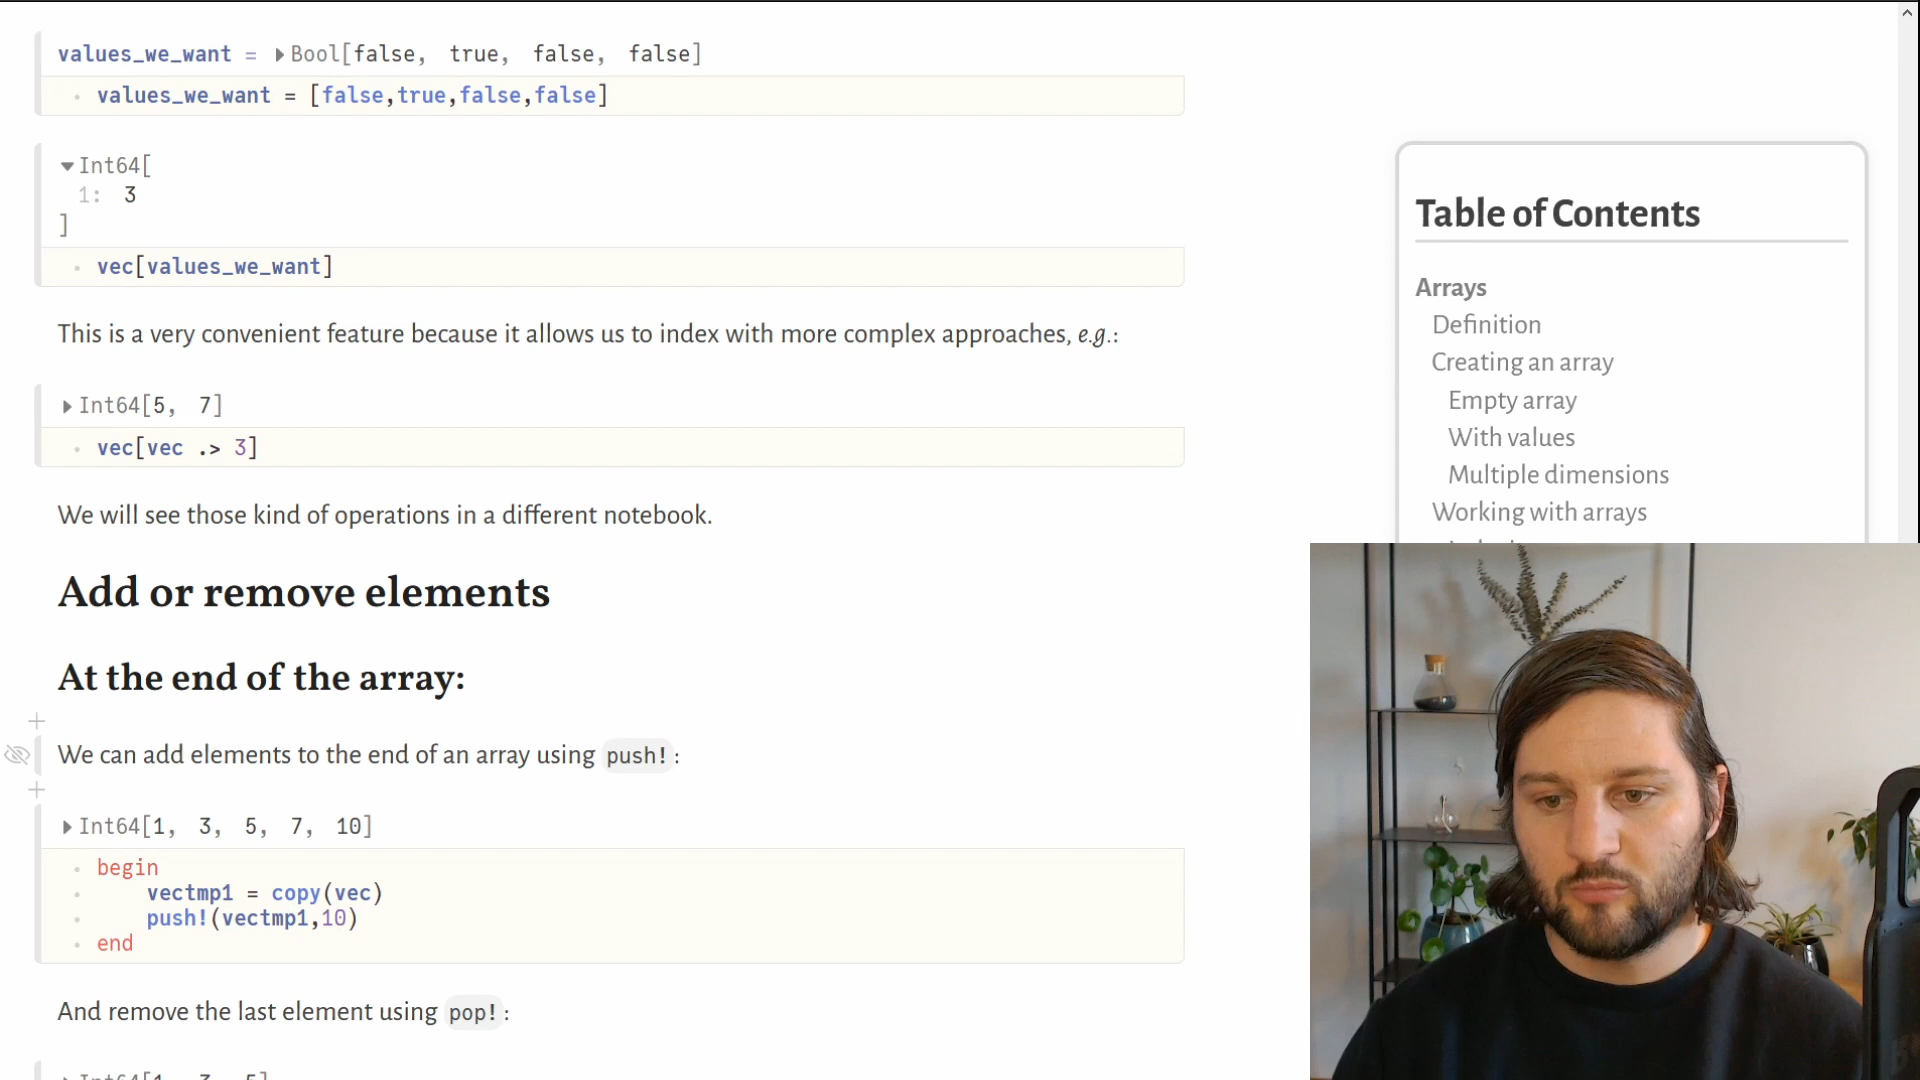 values_we_want = Bool[false, true, false, false]
values_we_want = [false,true,false,false]
Int64[
1: 3
]
vec[values_we_want]
This is a very convenient feature because it allows us to index with more complex approaches, e.g.:
Int64[5, 7]
vec[vec .> 3]
We will see those kind of operations in a different notebook.
Add or remove elements
At the end of the array:
We can add elements to the end of an array using push!:
Int64[1, 3, 5, 7, 10]
begin
vectmp1 = copy(vec)
push!(vectmp1,10)
end
And remove the last element using pop!:
Int64[1, 3, 5]
Table of Contents
Arrays
Definition
Creating an array
Empty array
With values
Multiple dimensions
Working with arrays